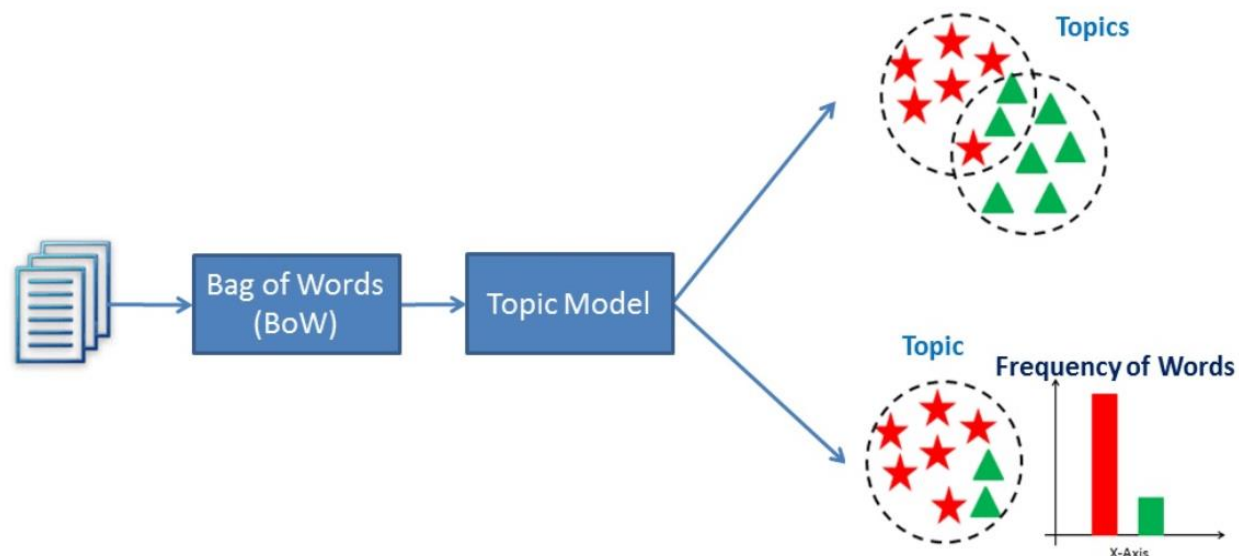 Topics
Bag of Words
(BoW)
Topic Model
Topic
Frequency of Words
X-Axis